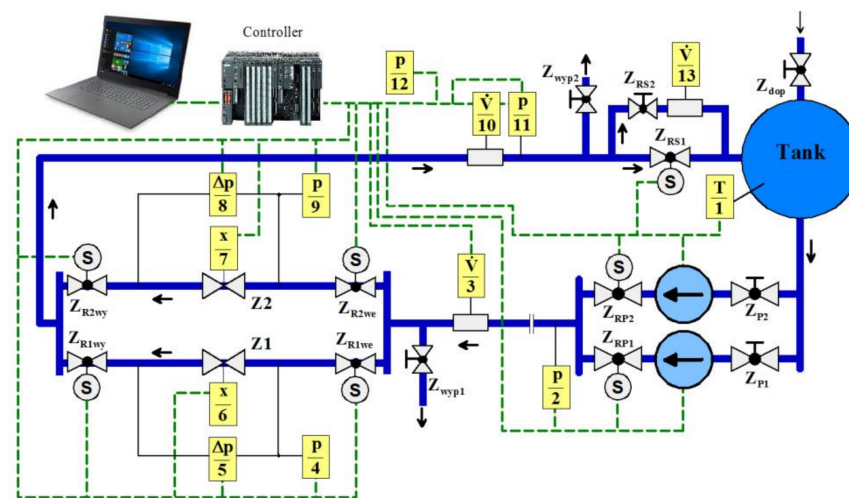 Controller
p
12
V̇
10
p
11
Z_wyp2
Z_RS2
V̇
13
Z_dop
Z_RS1
S
Tank
T
1
Δp
8
p
9
x
7
S
S
Z_R2wy
Z2
Z_R2we
V̇
3
S
Z_RP2
Z_P2
Z_R1wy
Z1
Z_R1we
Z_RP1
Z_P1
S
S
S
x
6
Z_wyp1
p
2
Δp
5
p
4